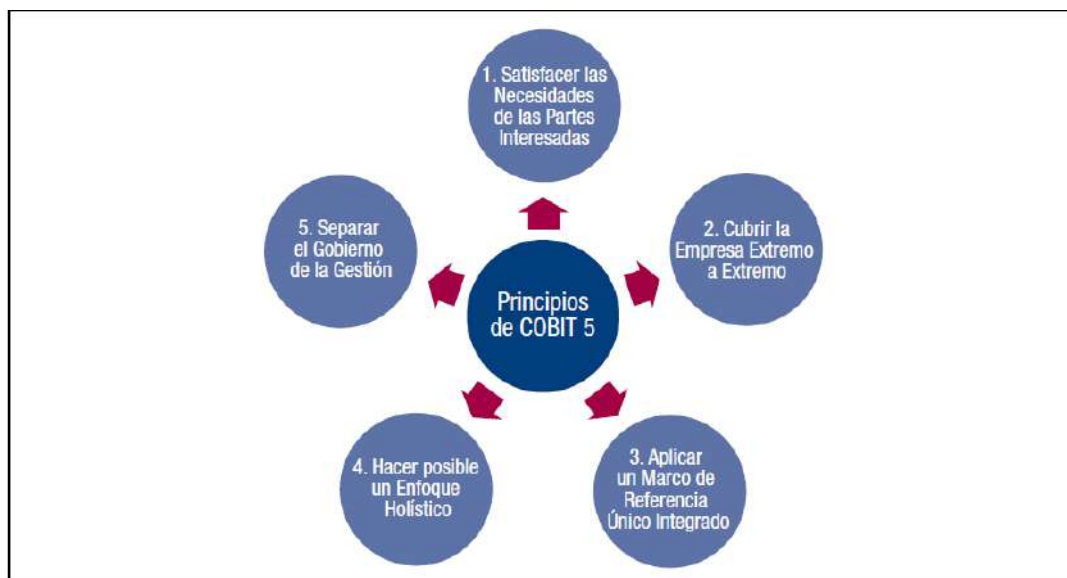 1. Satisfacer las
Necesidades
de las Partes
Interesadas
2. Cubrir la
Empresa Extremo
a Extremo
3. Aplicar
un Marco de
Referencia
Único Integrado
4. Hacer posible
un Enfoque
Holístico
5. Separar
el Gobierno
de la Gestión
Principios
de COBIT 5